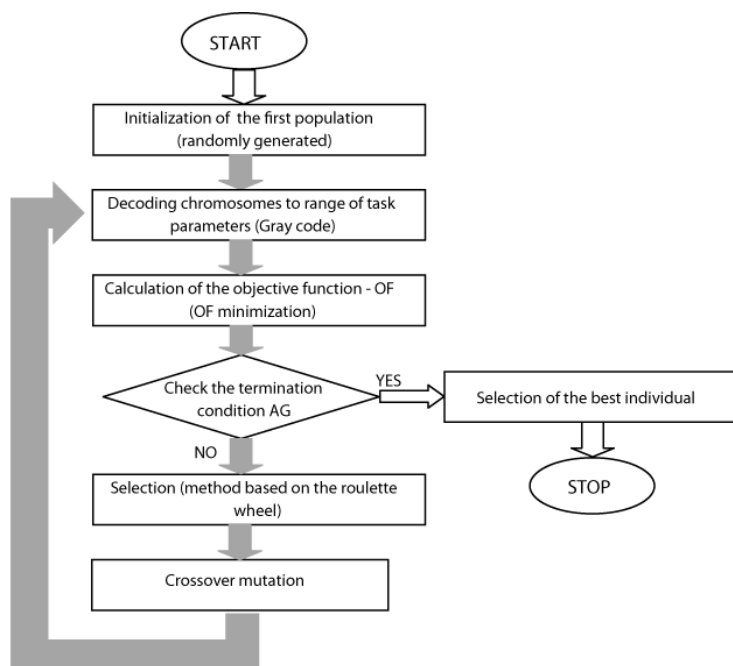 START
Initialization of the first population
(randomly generated)
Decoding chromosomes to range of task
parameters (Gray code)
Calculation of the objective function - OF
(OF minimization)
Check the termination
condition AG
YES
Selection of the best individual
STOP
NO
Selection (method based on the roulette
wheel)
Crossover mutation